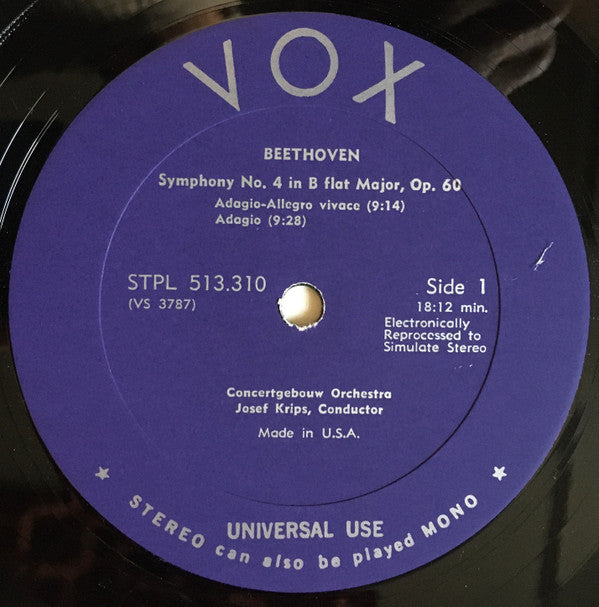 VOX
BEETHOVEN
Symphony No. 4 in B flat Major, Op. 60
Adagio-Allegro vivace (9:14)
Adagio (9:28)
STPL 513.310
(VS 3787)
Side 1
18:12 min.
Electronically
Reprocessed to
Simulate Stereo
Concertgebouw Orchestra
Josef Krips, Conductor
Made in U.S.A.
UNIVERSAL USE
★ STEREO can also be played MONO ★